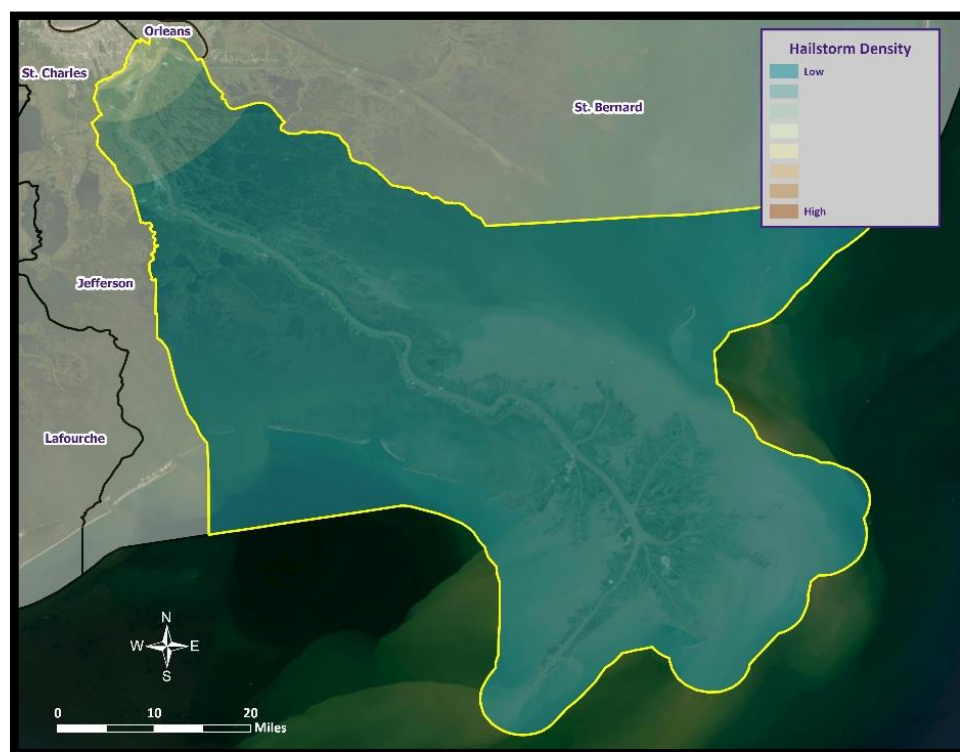 Orleans
St. Charles
St. Bernard
Jefferson
Lafourche
Hailstorm Density
Low
High
N
W E
S
0 10 20
Miles